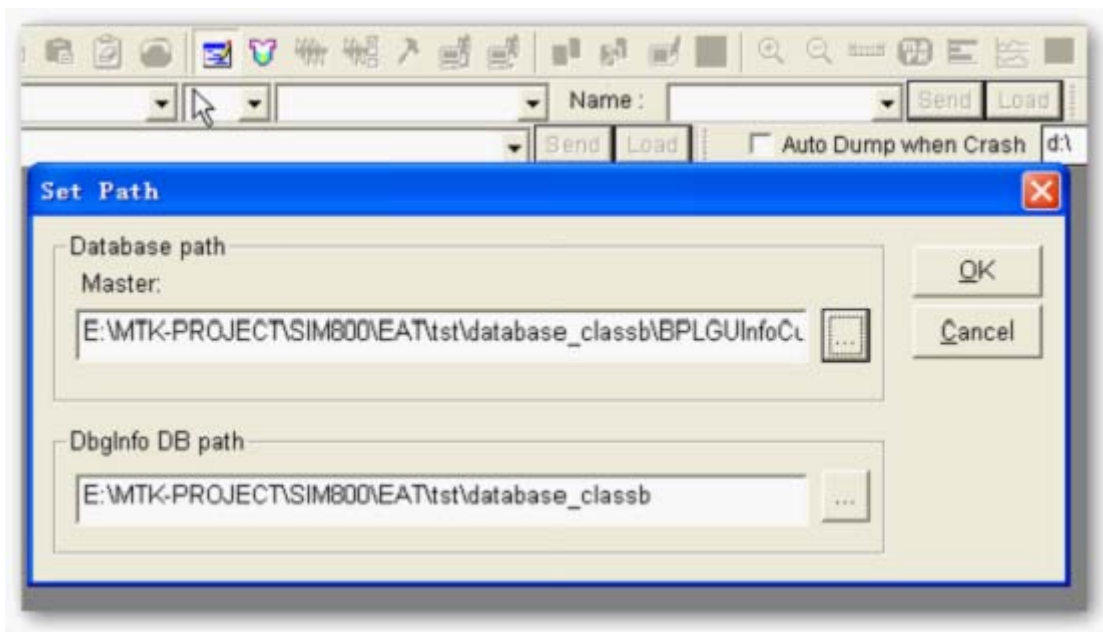 Name :
Send
Load
Send
Load
Auto Dump when Crash
d:\
Set Path
Database path
Master:
E:\MTK-PROJECT\SIM800\EAT\tst\database_classb\BPLGUInfoCu
...
OK
Cancel
DbgInfo DB path
E:\MTK-PROJECT\SIM800\EAT\tst\database_classb
...